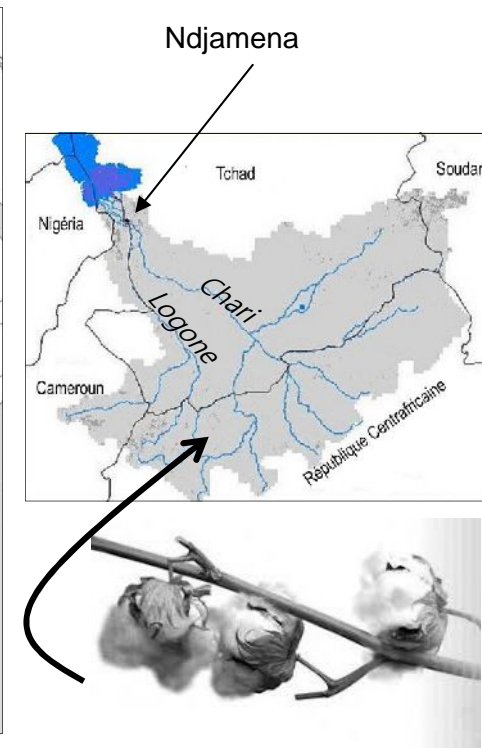 Ndjamena
Tchad
Soudan
Nigéria
Chari
Logone
Cameroun
République Centrafricaine